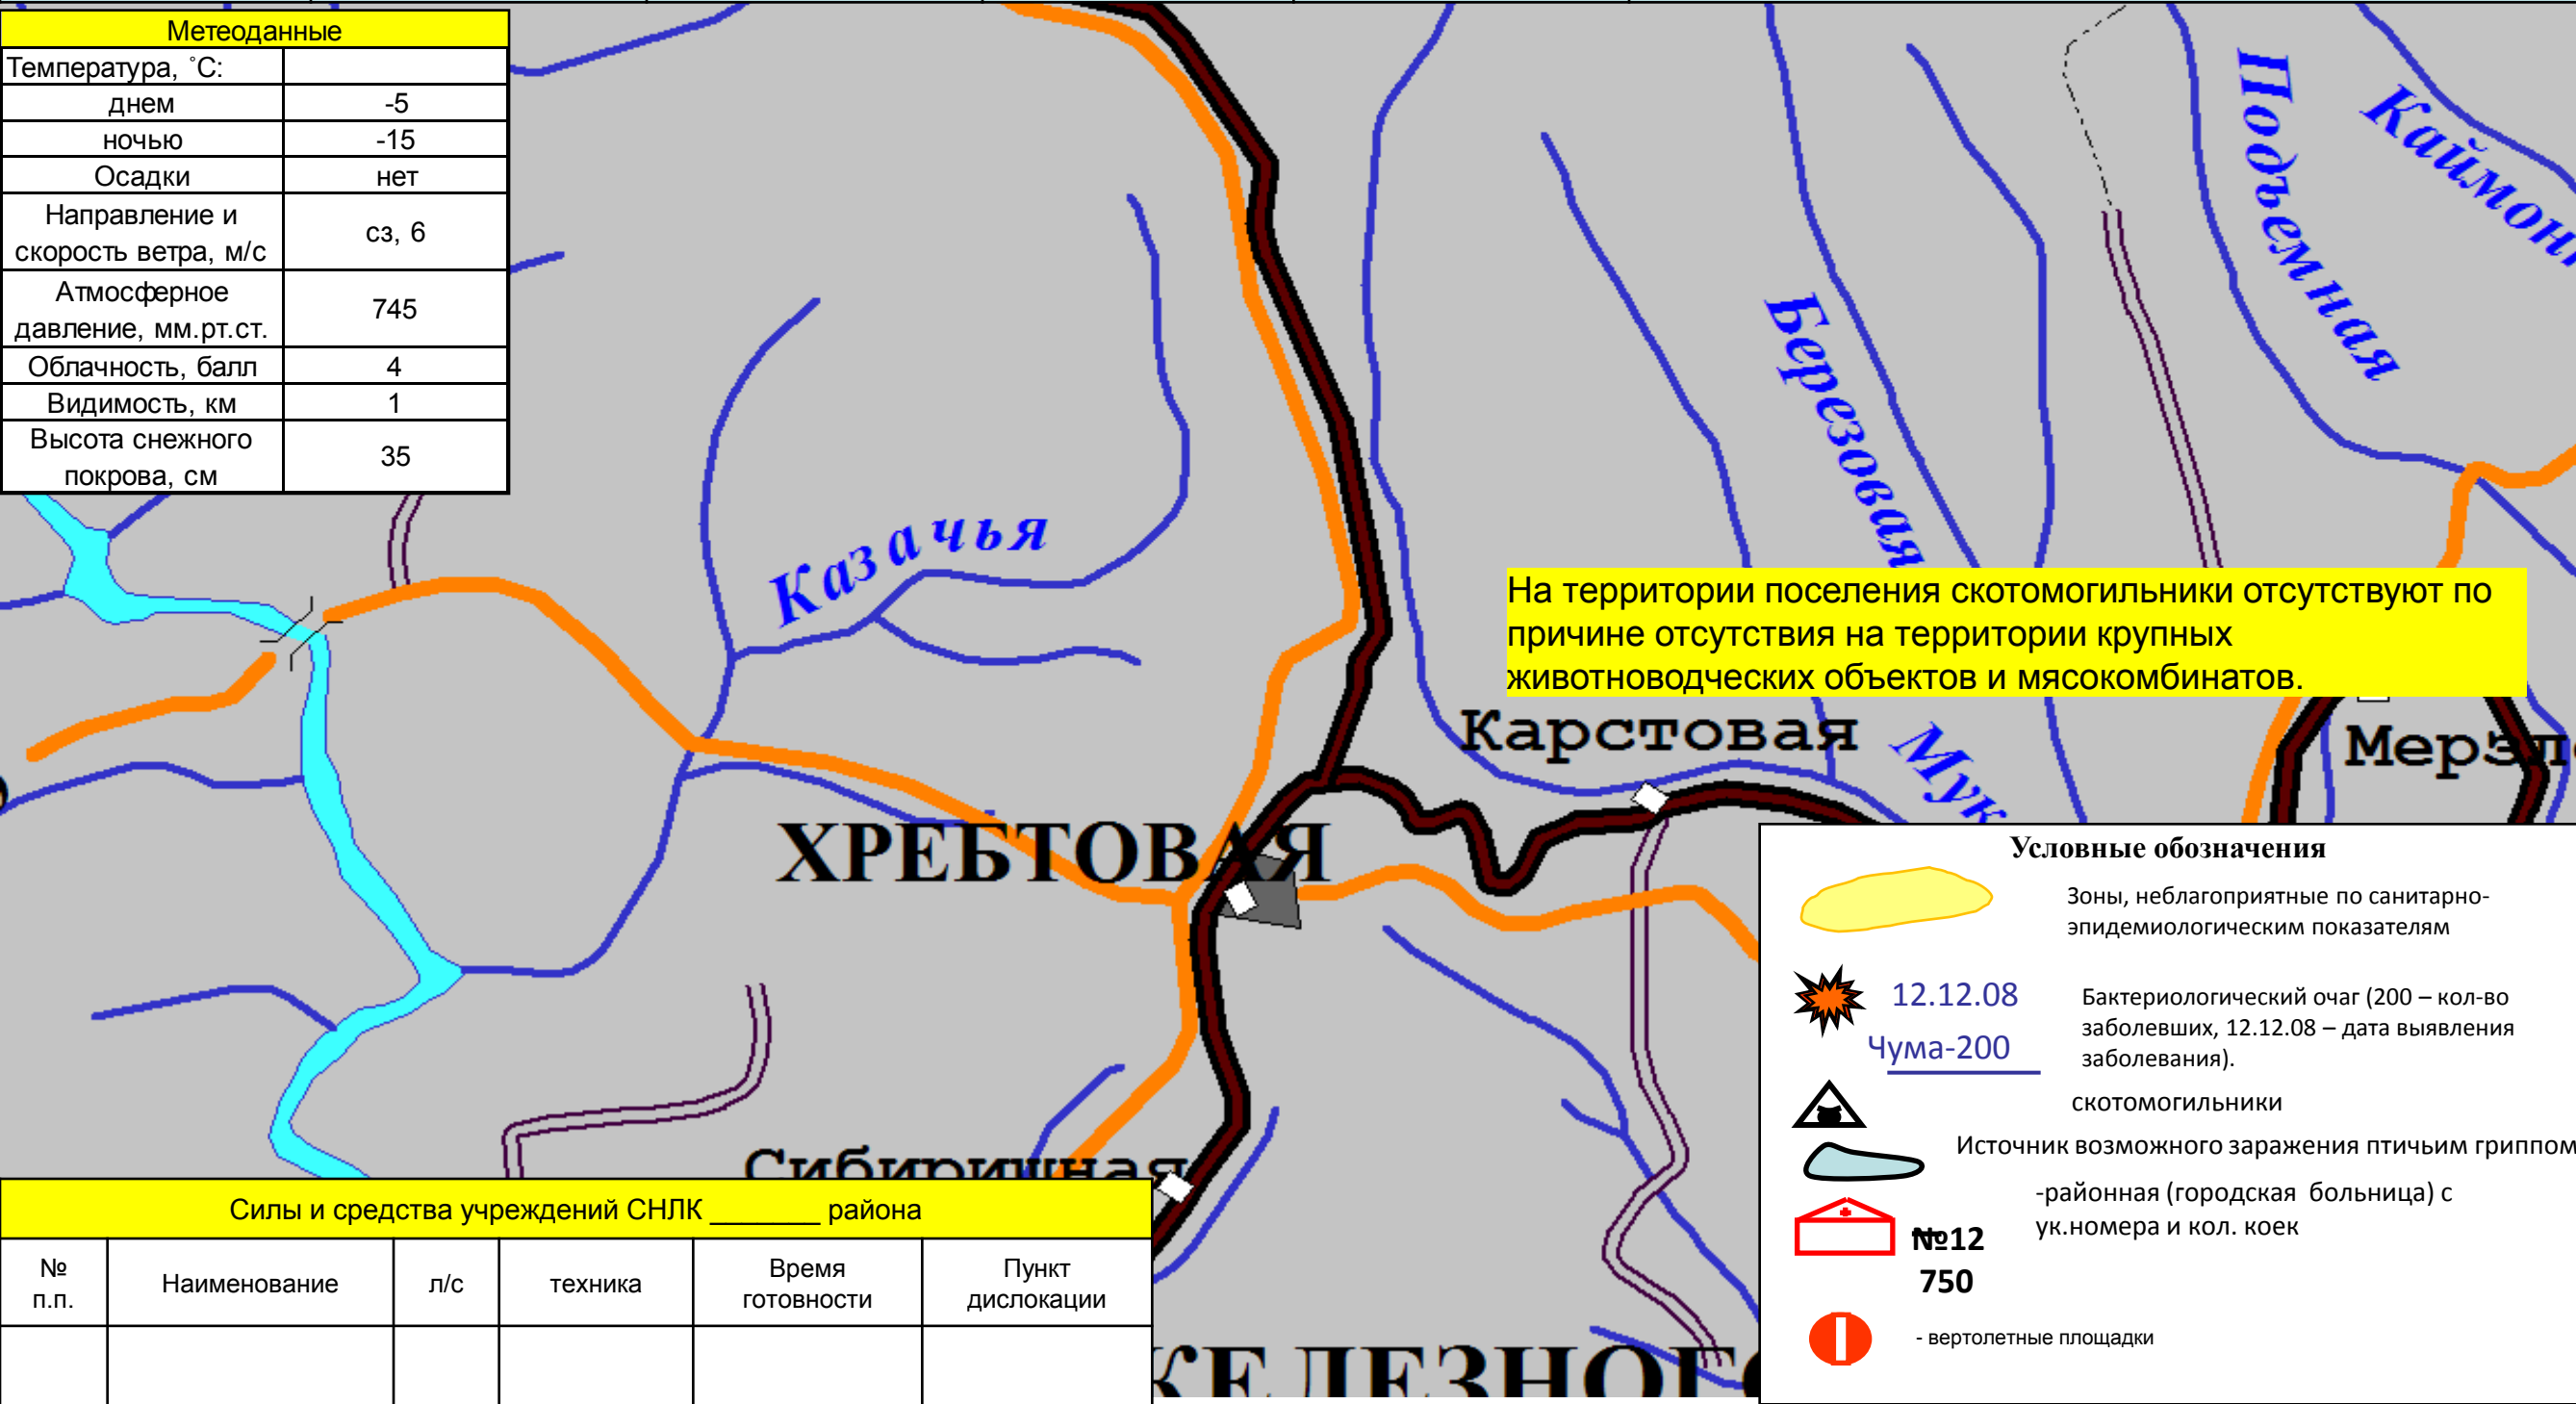 Метеоданные
Температура, ˚С:
днем -5
ночью -15
Осадки нет
Направление и
скорость ветра, м/с сз, 6
Атмосферное
давление, мм.рт.ст. 745
Облачность, балл 4
Видимость, км 1
Высота снежного
покрова, см 35
Подъемная
Березовая
Казачья
На территории поселения скотомогильники отсутствуют по
причине отсутствия на территории крупных
животноводческих объектов и мясокомбинатов.
Карстовая
Мук
ХРЕБТОВАЯ
Сибиришная
Условные обозначения
Зоны, неблагоприятные по санитарно-
эпидемиологическим показателям
12.12.08
Чума-200
Бактериологический очаг (200 – кол-во
заболевших, 12.12.08 – дата выявления
заболевания).
скотомогильники
Источник возможного заражения птичьим гриппом
-районная (городская больница) с
ук.номера и кол. коек
№12
750
- вертолетные площадки
Силы и средства учреждений СНЛК _______ района
№
п.п.
Наименование
л/с
техника
Время
готовности
Пункт
дислокации